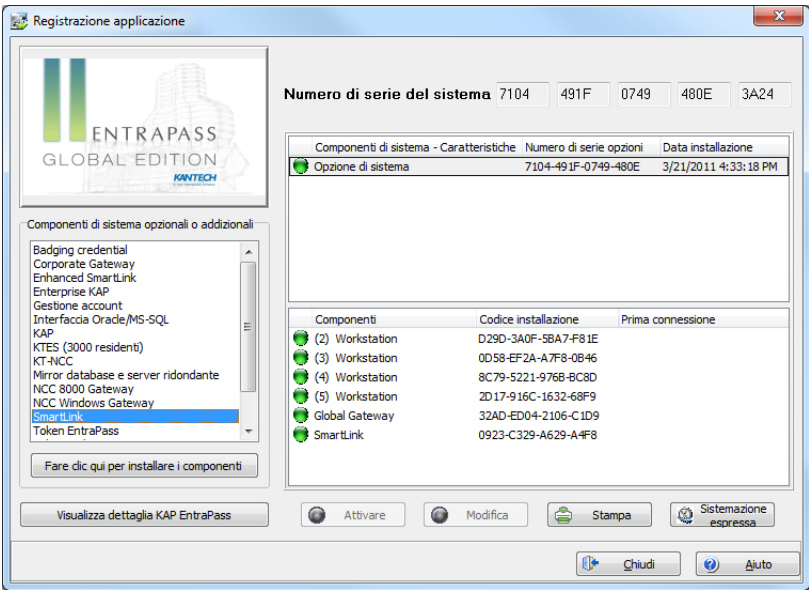 Registrazione applicazione
ENTRAPASS
GLOBAL EDITION
KANTECH
Numero di serie del sistema 7104 491F 0749 480E 3A24
Componenti di sistema - Caratteristiche Numero di serie opzioni Data installazione
Opzione di sistema 7104-491F-0749-480E 3/21/2011 4:33:18 PM
Componenti di sistema opzionali o addizionali
Badging credential
Corporate Gateway
Enhanced SmartLink
Enterprise KAP
Gestione account
Interfaccia Oracle/MS-SQL
KAP
KTES (3000 residenti)
KT-NCC
Mirror database e server ridondante
NCC 8000 Gateway
NCC Windows Gateway
SmartLink
Token EntraPass
Fare clic qui per installare i componenti
Componenti Codice installazione Prima connessione
(2) Workstation D29D-3A0F-5BA7-F81E
(3) Workstation 0D58-EF2A-A7F8-0B46
(4) Workstation 8C79-5221-976B-BC8D
(5) Workstation 2D17-916C-1632-68F9
Global Gateway 32AD-ED04-2106-C1D9
SmartLink 0923-C329-A629-A4F8
Visualizza dettaglia KAP EntraPass
Attivare
Modifica
Stampa
Sistemazione
espressa
Chiudi
Aiuto